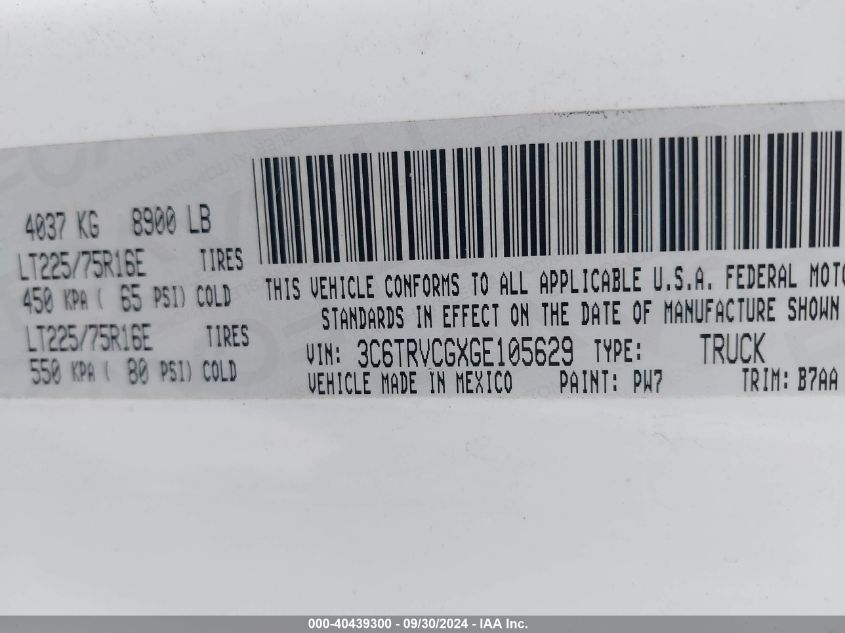 4037 KG 8900 LB
LT225/75R16E TIRES
450 KPA ( 65 PSI) COLD
LT225/75R16E TIRES
550 KPA ( 80 PSI) COLD
THIS VEHICLE CONFORMS TO ALL APPLICABLE U.S.A. FEDERAL MOTO
STANDARDS IN EFFECT ON THE DATE OF MANUFACTURE SHOWN
VIN: 3C6TRVCGXGE105629 TYPE: TRUCK
VEHICLE MADE IN MEXICO PAINT: PW7 TRIM: B7AA
000-40439300 - 09/30/2024 - IAA Inc.